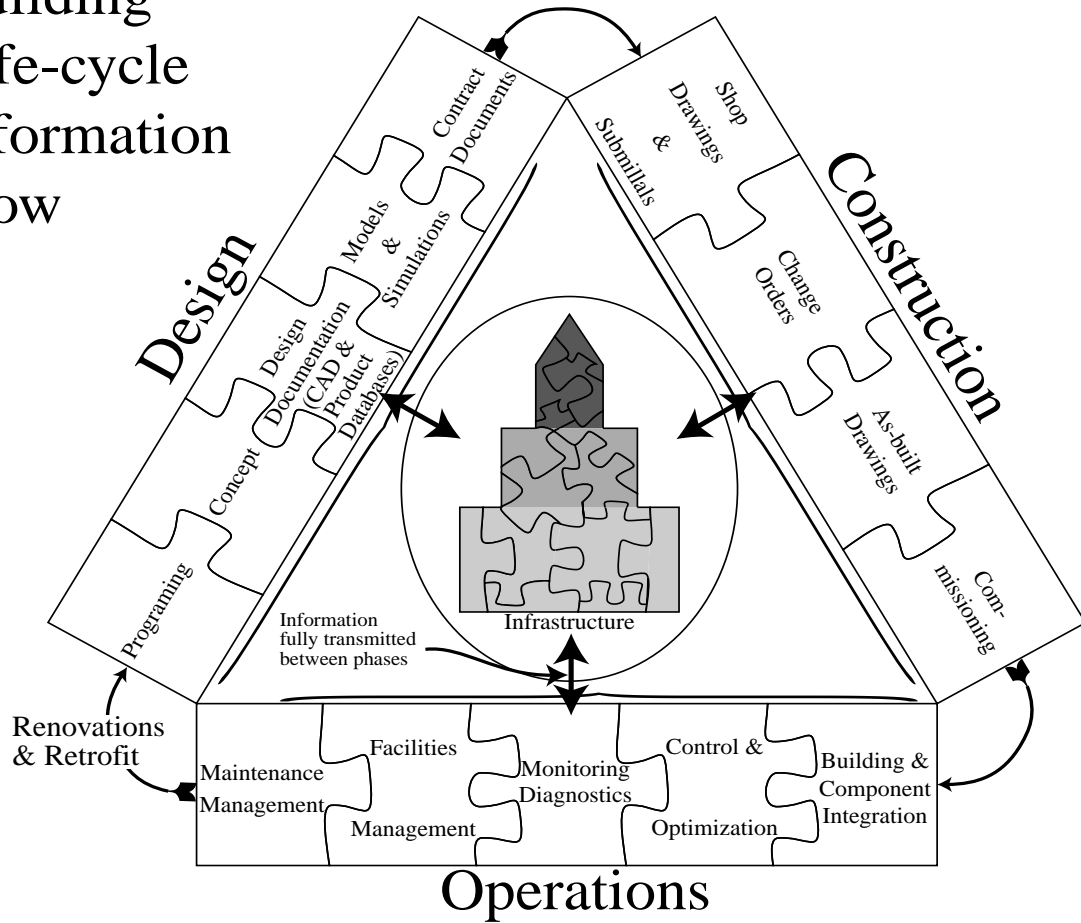 ilding
fe-cycle
formation
ow
Design
Contract
Documents
Models
&
Simulations
Design
Documentation
(CAD &
Product
Databases)
Concept
Programing
Construction
Shop
Drawings
&
Submillals
Change
Orders
As-built
Drawings
Com-
missioning
Infrastructure
Information
fully transmitted
between phases
Renovations
& Retrofit
Maintenance
Management
Facilities
Management
Monitoring
Diagnostics
Control &
Optimization
Building &
Component
Integration
Operations